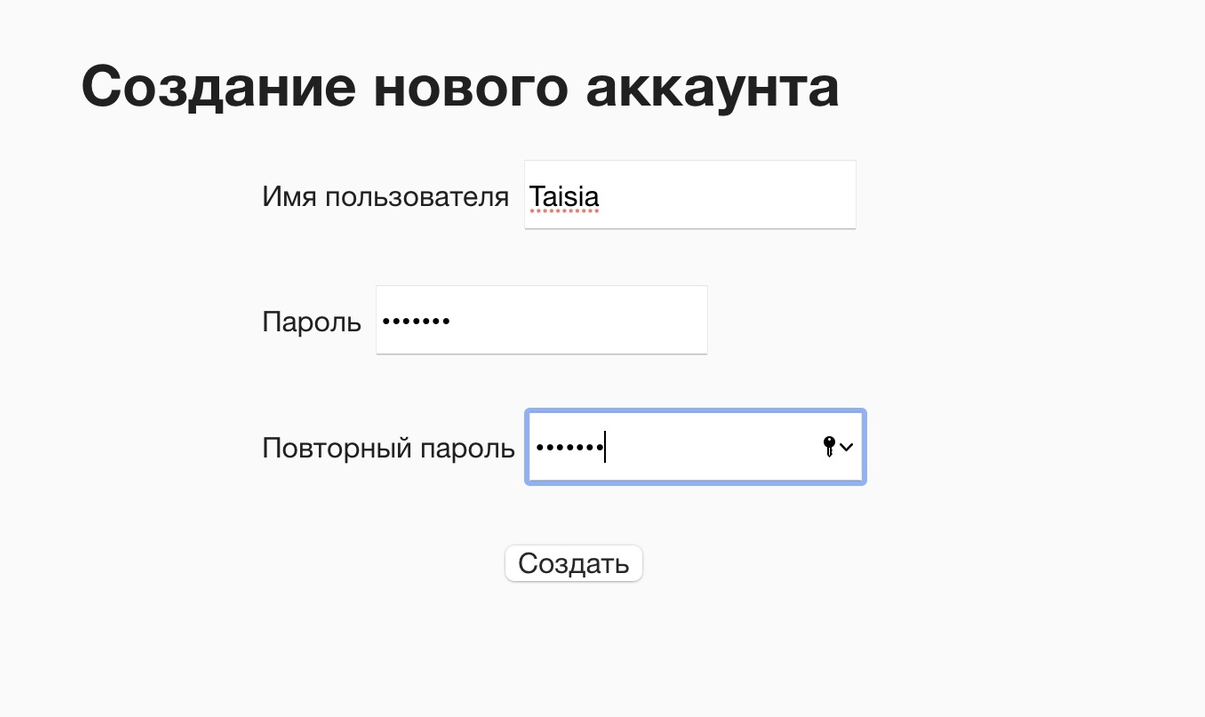 Создание нового аккаунта
Имя пользователя Taisia
Пароль •••••••
Повторный пароль •••••••
Создать